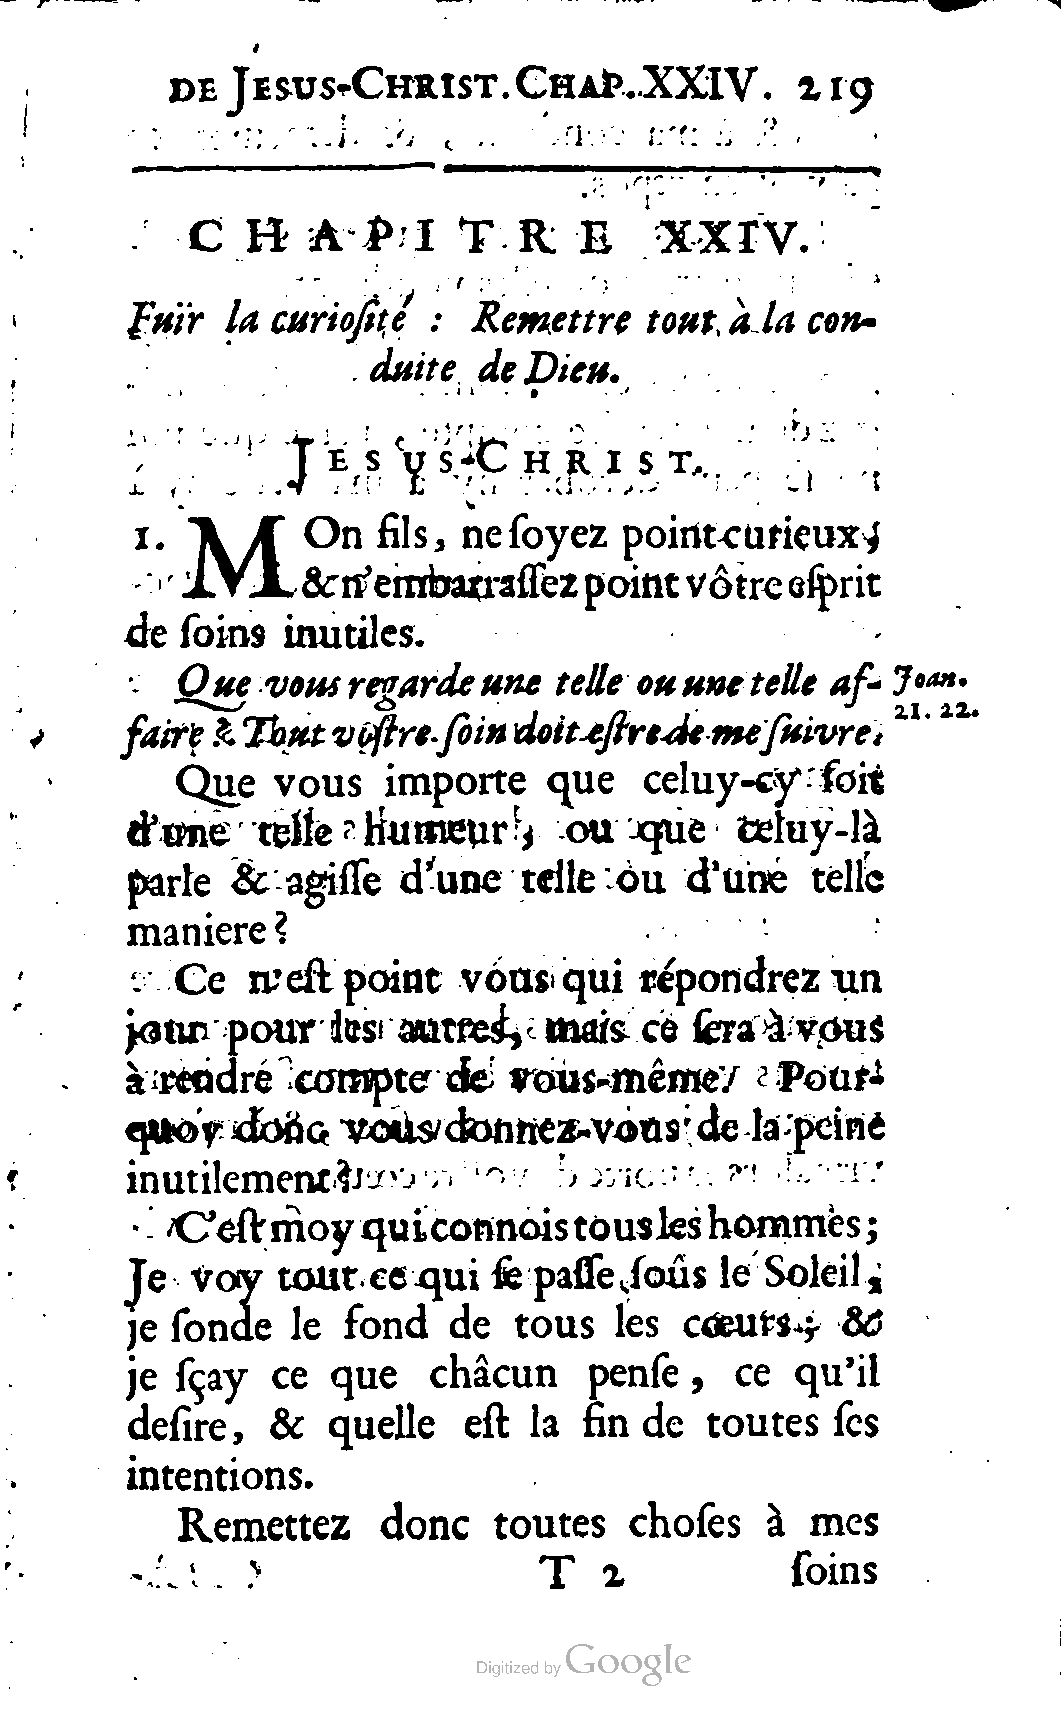 DE JESUS-CHRIST. CHAP. XXIV. 219
CHAPITRE XXIV.
Fuïr la curioſité : Remettre tout à la con-
duite de Dieu.
JESUS-CHRIST.
1. MOn fils, ne ſoyez point curieux ;
& n'embarraſſez point vôtre eſprit
de ſoins inutiles.
Que vous regarde une telle ou une telle af- Joan.
faire ? Tout voſtre ſoin doit eſtre de me ſuivre. 21. 22.
Que vous importe que celuy-cy ſoit
d'une telle humeur, ou que celuy-là
parle & agiſſe d'une telle ou d'une telle
maniere ?
Ce n'eſt point vous qui répondrez un
jour pour les autres, mais ce ſera à vous
à rendre compte de vous-même. Pour-
quoy donc vous donnez-vous de la peine
inutilement ?
C'eſt moy qui connois tous les hommes ;
Je voy tout ce qui ſe paſſe ſoûs le Soleil ;
je ſonde le fond de tous les cœurs ; &
je ſçay ce que châcun penſe, ce qu'il
deſire, & quelle eſt la fin de toutes ſes
intentions.
Remettez donc toutes choſes à mes
T 2 ſoins
Digitized by Google